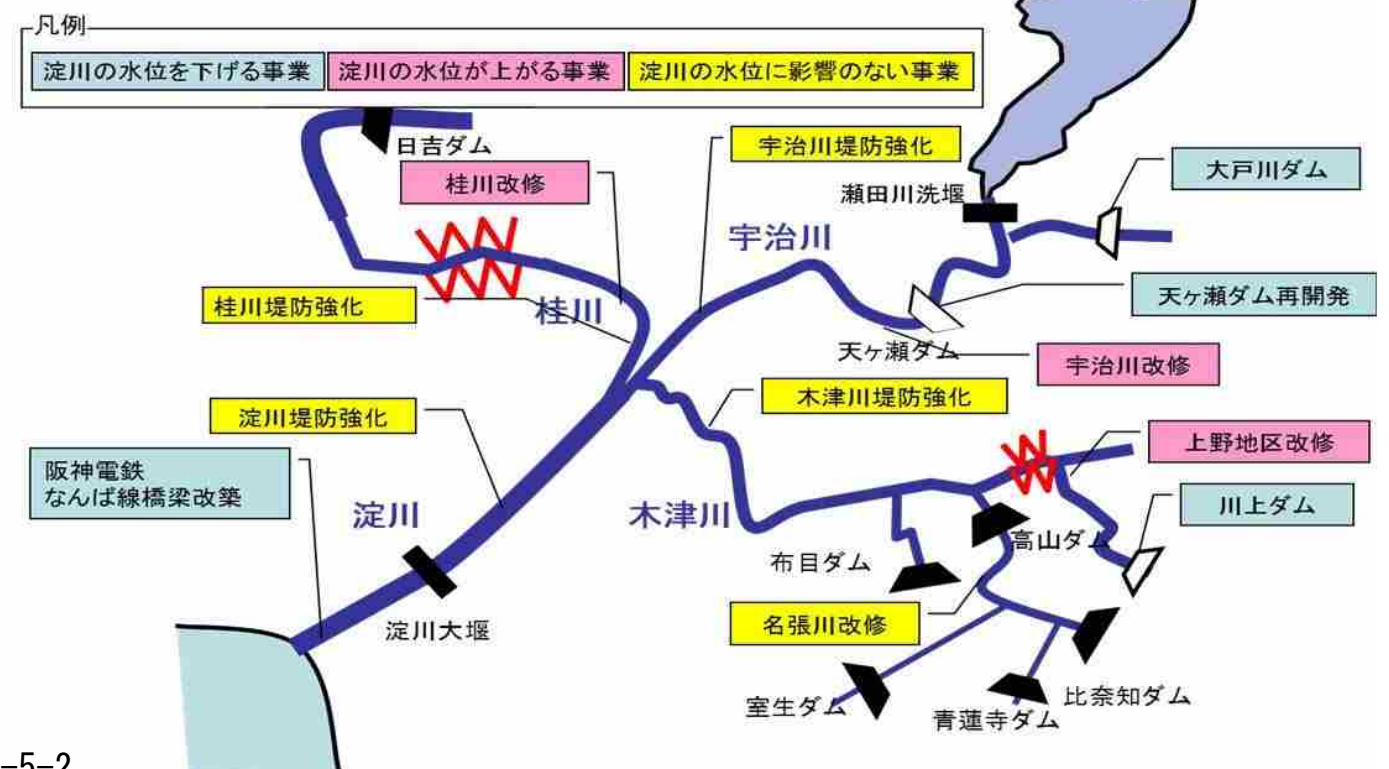 凡例
淀川の水位を下げる事業
淀川の水位が上がる事業
淀川の水位に影響のない事業
日吉ダム
宇治川堤防強化
桂川改修
大戸川ダム
瀬田川洗堰
宇治川
桂川堤防強化
桂川
天ヶ瀬ダム再開発
天ヶ瀬ダム
宇治川改修
木津川堤防強化
淀川堤防強化
上野地区改修
阪神電鉄
なんば線橋梁改築
淀川
木津川
川上ダム
高山ダム
布目ダム
淀川大堰
名張川改修
室生ダム
青蓮寺ダム
比奈知ダム
-5-2